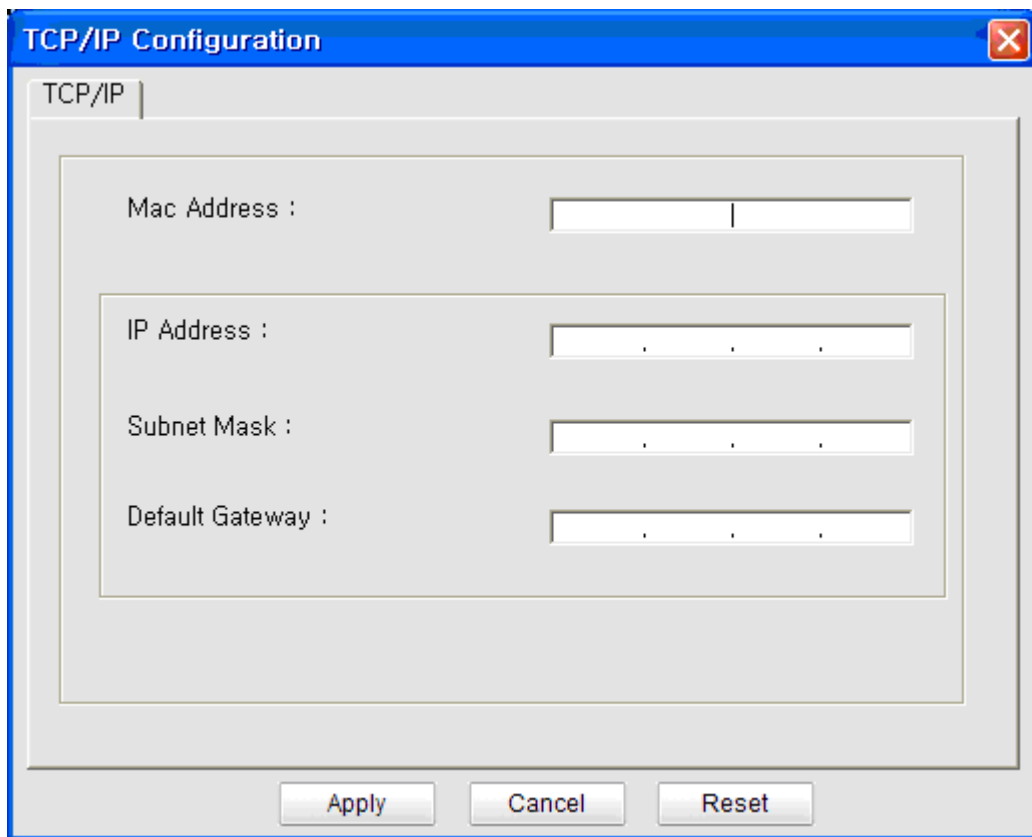 TCP/IP Configuration
TCP/IP
Mac Address :
IP Address :
. . .
Subnet Mask :
. . .
Default Gateway :
. . .
Apply Cancel Reset